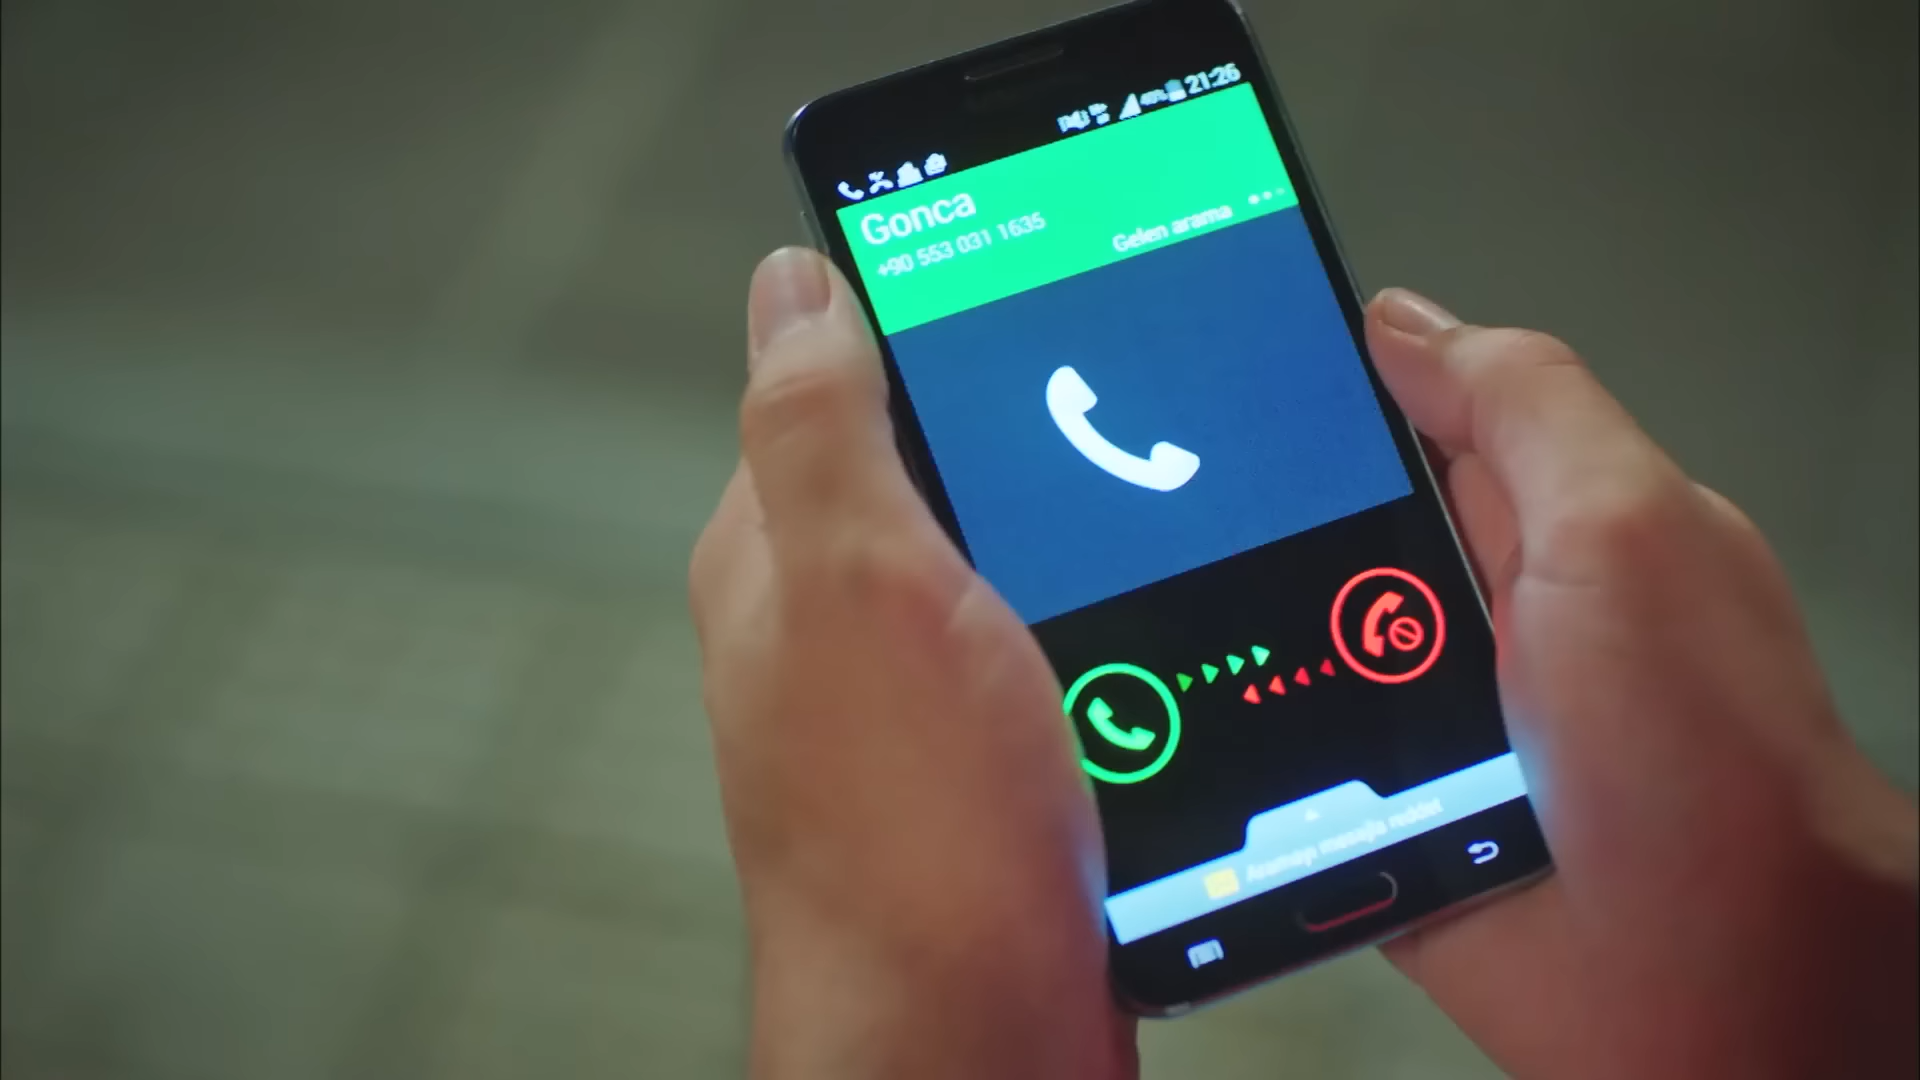 21:26
Gonca
+90 553 031 1635
Gelen arama
Aramayı mesajla reddet